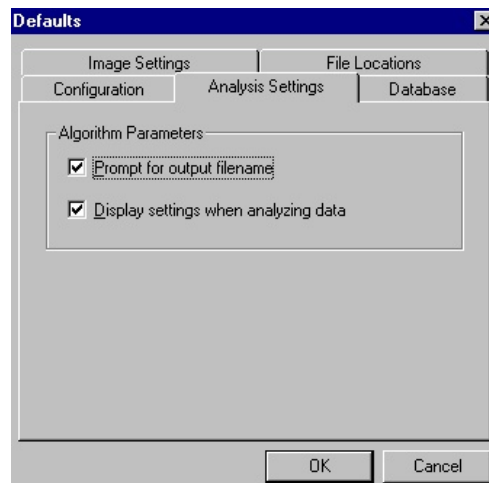 Defaults
Image Settings File Locations
Configuration Analysis Settings Database
Algorithm Parameters
Prompt for output filename
Display settings when analyzing data
OK Cancel